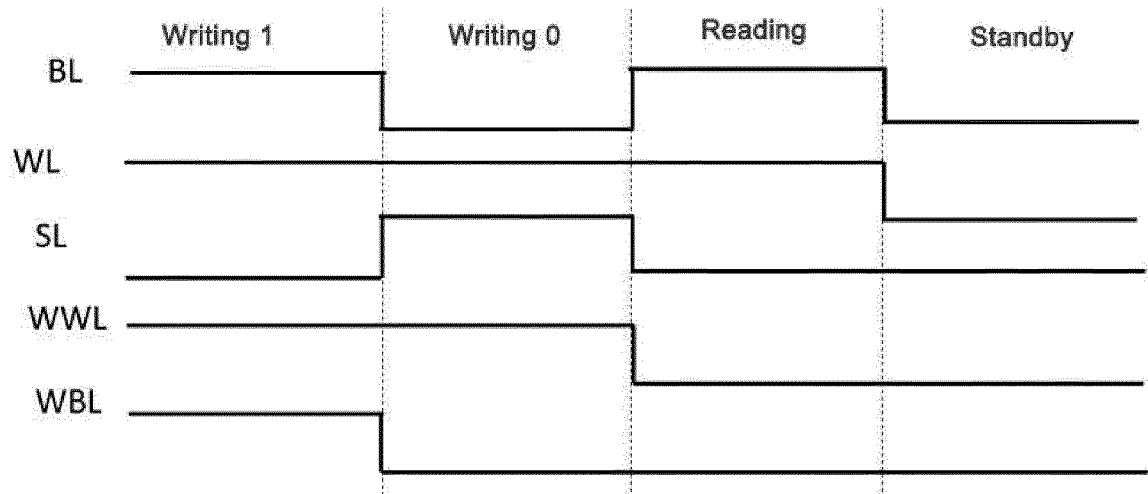 Writing 1 Writing 0 Reading Standby
BL
WL
SL
WWL
WBL